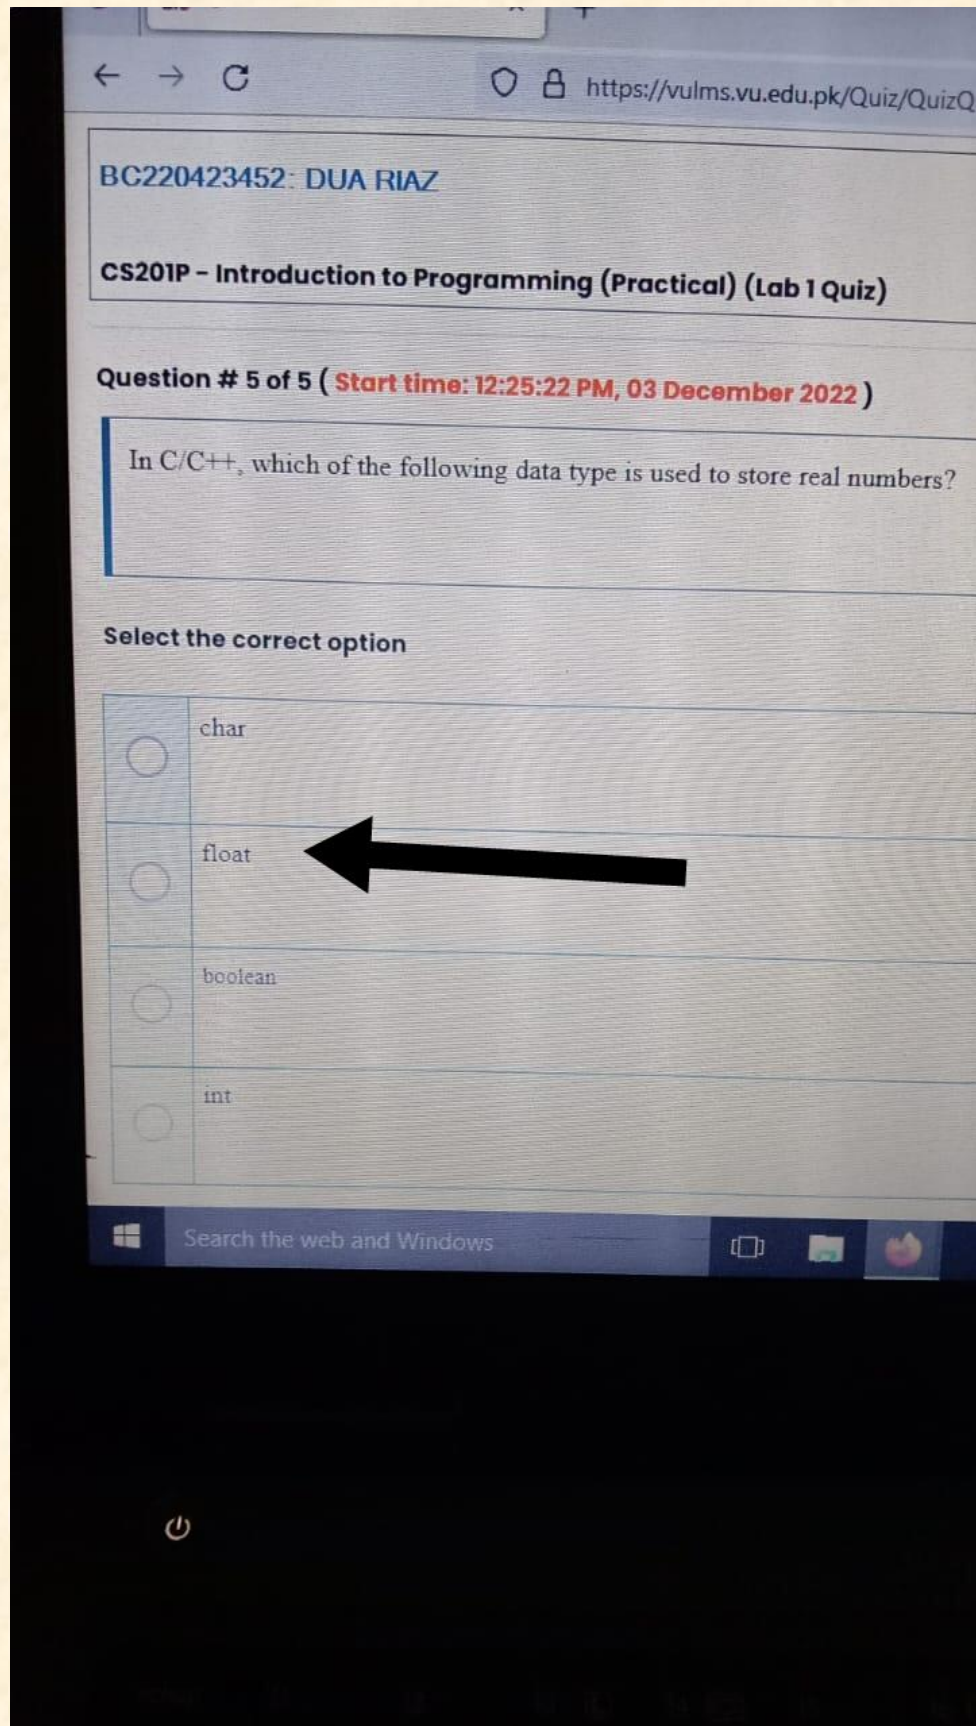 https://vulms.vu.edu.pk/Quiz/QuizQ
BC220423452: DUA RIAZ
CS201P - Introduction to Programming (Practical) (Lab 1 Quiz)
Question # 5 of 5 ( Start time: 12:25:22 PM, 03 December 2022 )
In C/C++, which of the following data type is used to store real numbers?
Select the correct option
char
float
boolean
int
Search the web and Windows